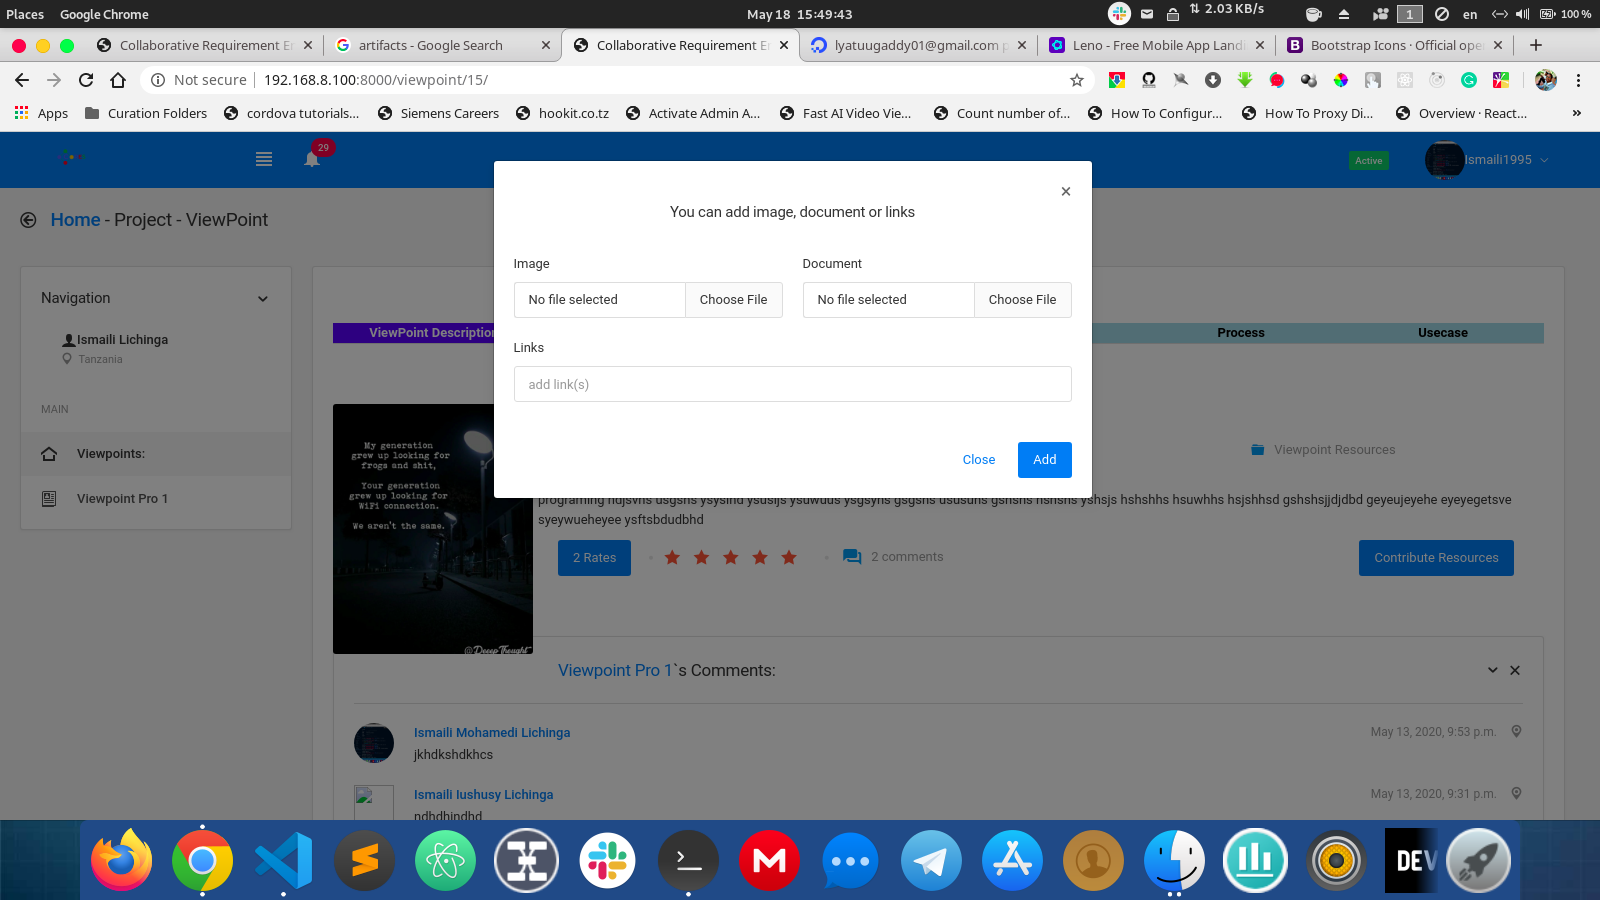 Places Google Chrome May 18 15:49:43 2.03 KB/s 1 en 100 %
Collaborative Requirement E artifacts - Google Search Collaborative Requirement E lyatuugaddy01@gmail.com p Leno - Free Mobile App Landi Bootstrap Icons · Official ope
Not secure 192.168.8.100:8000/viewpoint/15/
Apps Curation Folders cordova tutorials... Siemens Careers hookit.co.tz Activate Admin A... Fast AI Video Vie... Count number of... How To Configur... How To Proxy Di... Overview · React... »
29
Active
Ismaili1995
Home - Project - ViewPoint
You can add image, document or links
Image Document
No file selected Choose File No file selected Choose File
Links
add link(s)
Close Add
Navigation
Ismaili Lichinga
Tanzania
MAIN
Viewpoints:
Viewpoint Pro 1
ViewPoint Descriptio Process Usecase
My generation
grew up looking for
frogs and shit,
Your generation
grew up looking for
WiFi connection.
We aren't the same.
@DeeepThought
Viewpoint Resources
programing hdjsvhs usgshs ysyshd ysusijs ysuwuus ysgsyhs gsgshs ususuhs gshshs hshshs yshsjs hshshhs hsuwhhs hsjshhsd gshshsjjdjdbd geyeujeyehe eyeyegetsve
syeywueheyee ysftsbdudbhd
2 Rates 2 comments Contribute Resources
Viewpoint Pro 1`s Comments:
Ismaili Mohamedi Lichinga May 13, 2020, 9:53 p.m.
jkhdkshdkhcs
Ismaili Iushusy Lichinga May 13, 2020, 9:31 p.m.
ndhdhindhd
DEV